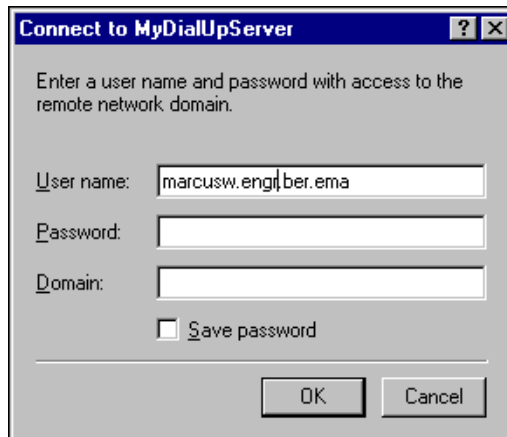 Connect to MyDialUpServer
Enter a user name and password with access to the
remote network domain.
User name: marcusw.engr.ber.ema
Password:
Domain:
Save password
OK Cancel